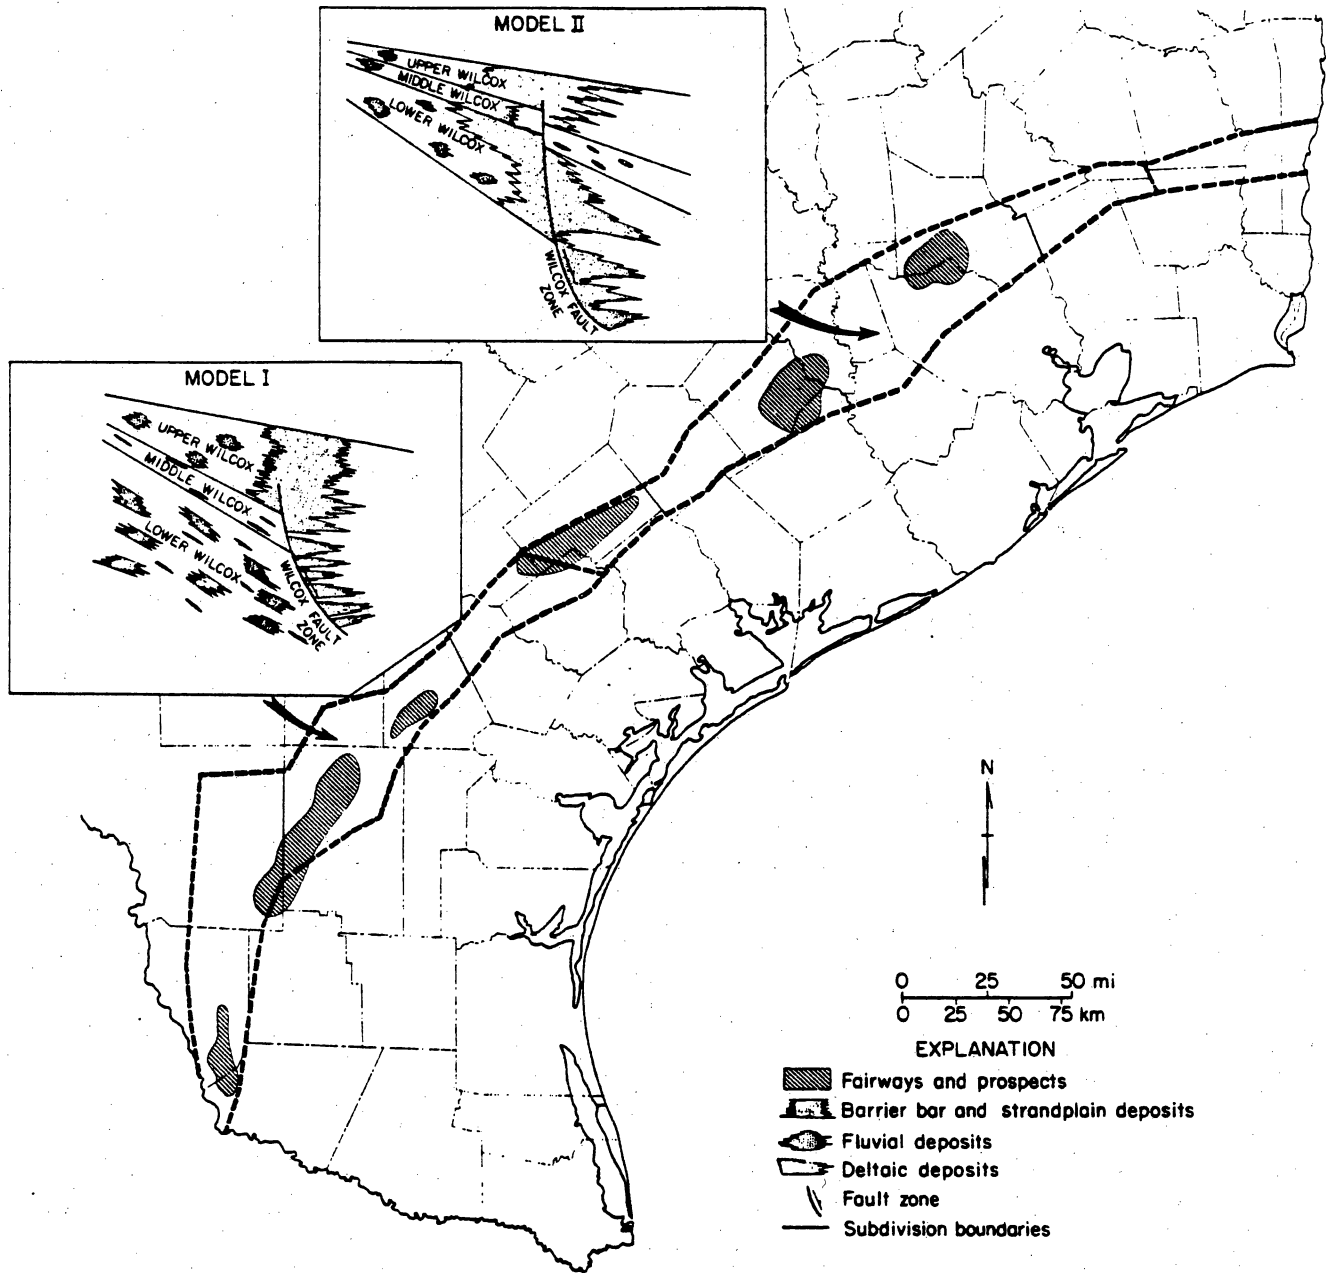 MODEL II
UPPER WILCOX
MIDDLE WILCOX
LOWER WILCOX
WILCOX FAULT
ZONE
MODEL I
UPPER WILCOX
MIDDLE WILCOX
LOWER WILCOX
WILCOX FAULT
ZONE
N
0 25 50 mi
0 25 50 75 km
EXPLANATION
Fairways and prospects
Barrier bar and strandplain deposits
Fluvial deposits
Deltaic deposits
Fault zone
Subdivision boundaries